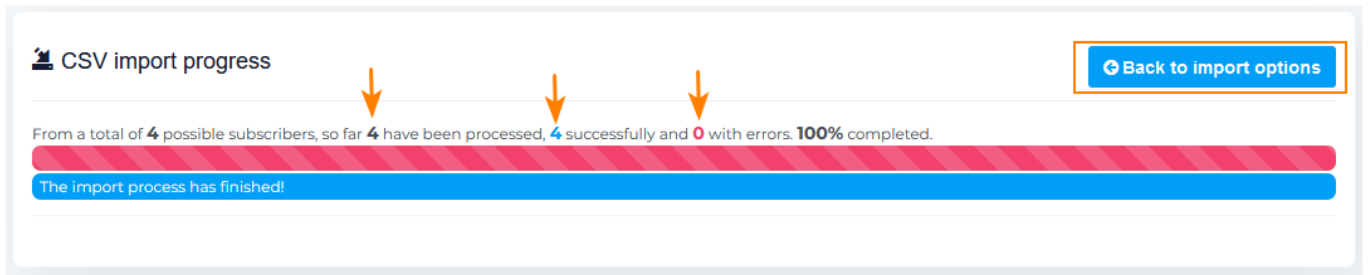 CSV import progress
Back to import options
From a total of 4 possible subscribers, so far 4 have been processed, 4 successfully and 0 with errors. 100% completed.
The import process has finished!